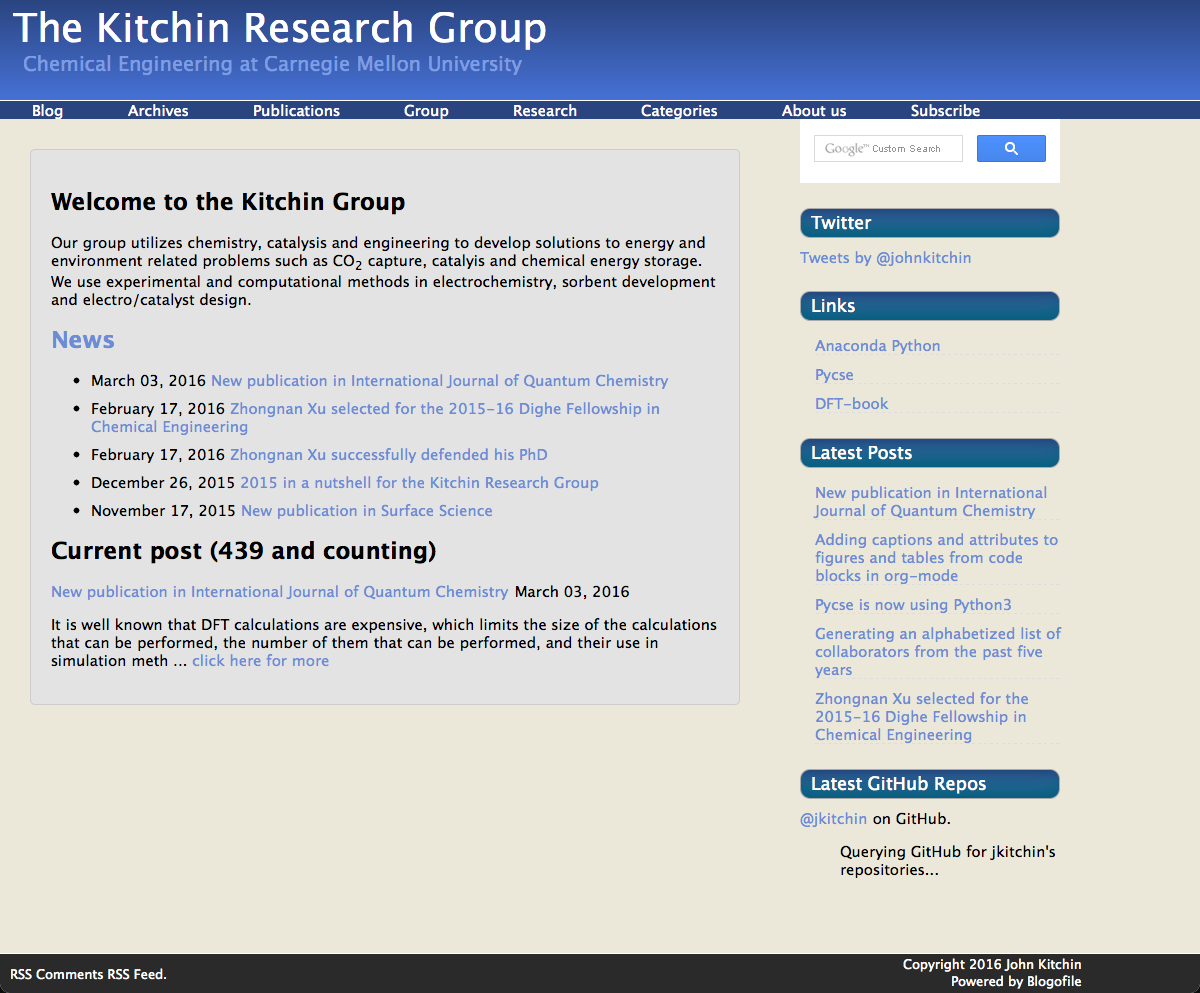 The Kitchin Research Group
Chemical Engineering at Carnegie Mellon University
Blog Archives Publications Group Research Categories About us Subscribe
Google™ Custom Search
Welcome to the Kitchin Group
Our group utilizes chemistry, catalysis and engineering to develop solutions to energy and
environment related problems such as CO2 capture, catalyis and chemical energy storage.
We use experimental and computational methods in electrochemistry, sorbent development
and electro/catalyst design.
News
• March 03, 2016 New publication in International Journal of Quantum Chemistry
• February 17, 2016 Zhongnan Xu selected for the 2015-16 Dighe Fellowship in
Chemical Engineering
• February 17, 2016 Zhongnan Xu successfully defended his PhD
• December 26, 2015 2015 in a nutshell for the Kitchin Research Group
• November 17, 2015 New publication in Surface Science
Current post (439 and counting)
New publication in International Journal of Quantum Chemistry March 03, 2016
It is well known that DFT calculations are expensive, which limits the size of the calculations
that can be performed, the number of them that can be performed, and their use in
simulation meth ... click here for more
Twitter
Tweets by @johnkitchin
Links
Anaconda Python
Pycse
DFT-book
Latest Posts
New publication in International
Journal of Quantum Chemistry
Adding captions and attributes to
figures and tables from code
blocks in org-mode
Pycse is now using Python3
Generating an alphabetized list of
collaborators from the past five
years
Zhongnan Xu selected for the
2015-16 Dighe Fellowship in
Chemical Engineering
Latest GitHub Repos
@jkitchin on GitHub.
Querying GitHub for jkitchin's
repositories...
RSS Comments RSS Feed.
Copyright 2016 John Kitchin
Powered by Blogofile